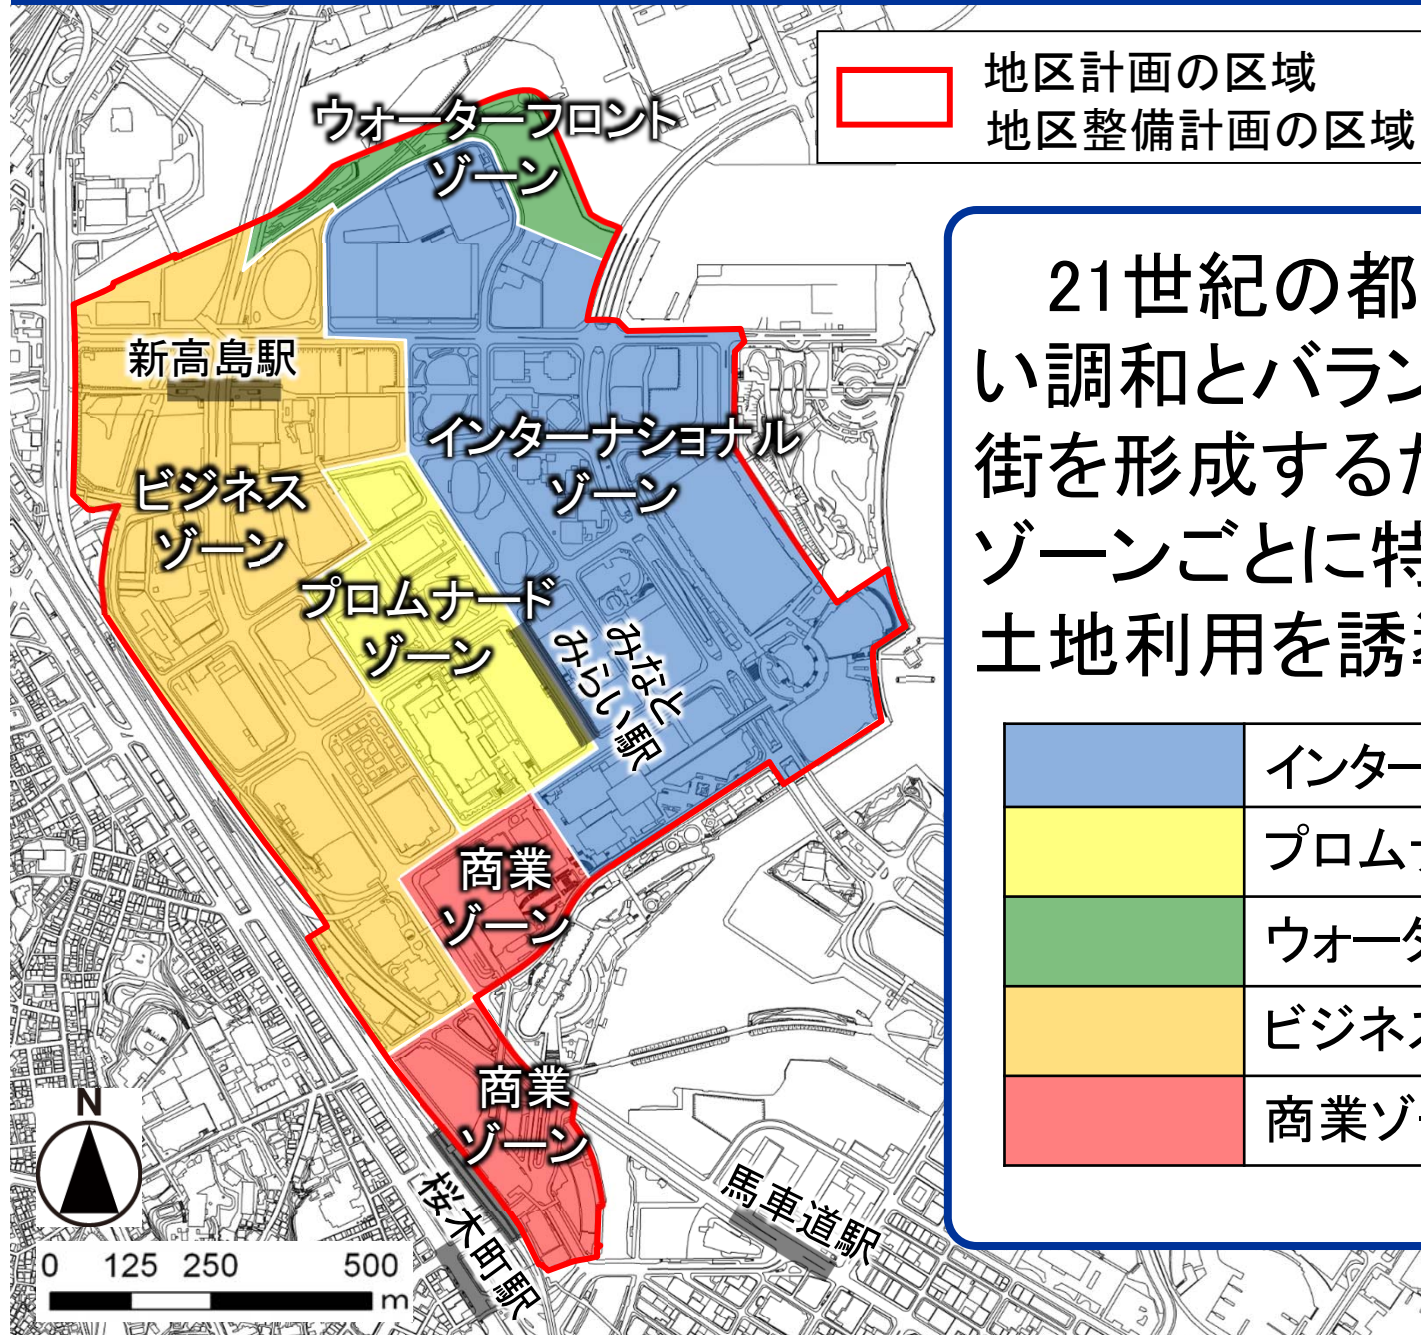 地区計画の区域
地区整備計画の区域
ウォーターフロント
ゾーン
新高島駅
インターナショナル
ゾーン
ビジネス
ゾーン
プロムナード
ゾーン
みなと
みらい駅
商業
ゾーン
商業
ゾーン
桜木町駅
馬車道駅
N
0 125 250 500
m
21世紀の都
い調和とバラン
街を形成するた
ゾーンごとに特
土地利用を誘導
インター
プロムナ
ウォータ
ビジネス
商業ゾー